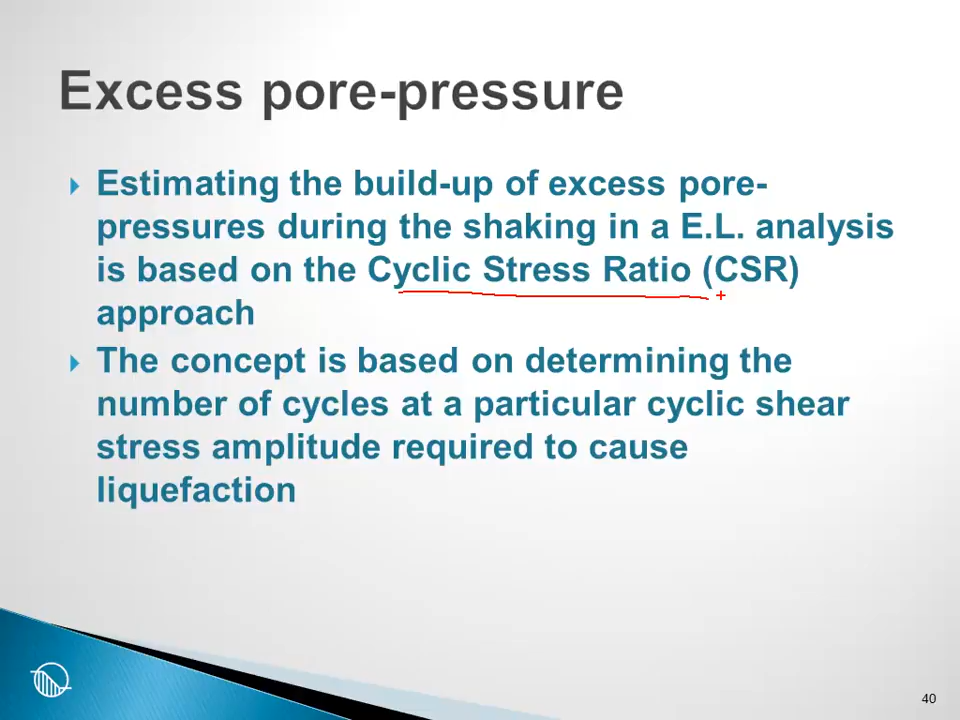 Excess pore-pressure
Estimating the build-up of excess pore-
pressures during the shaking in a E.L. analysis
is based on the Cyclic Stress Ratio (CSR)
approach
The concept is based on determining the
number of cycles at a particular cyclic shear
stress amplitude required to cause
liquefaction
40